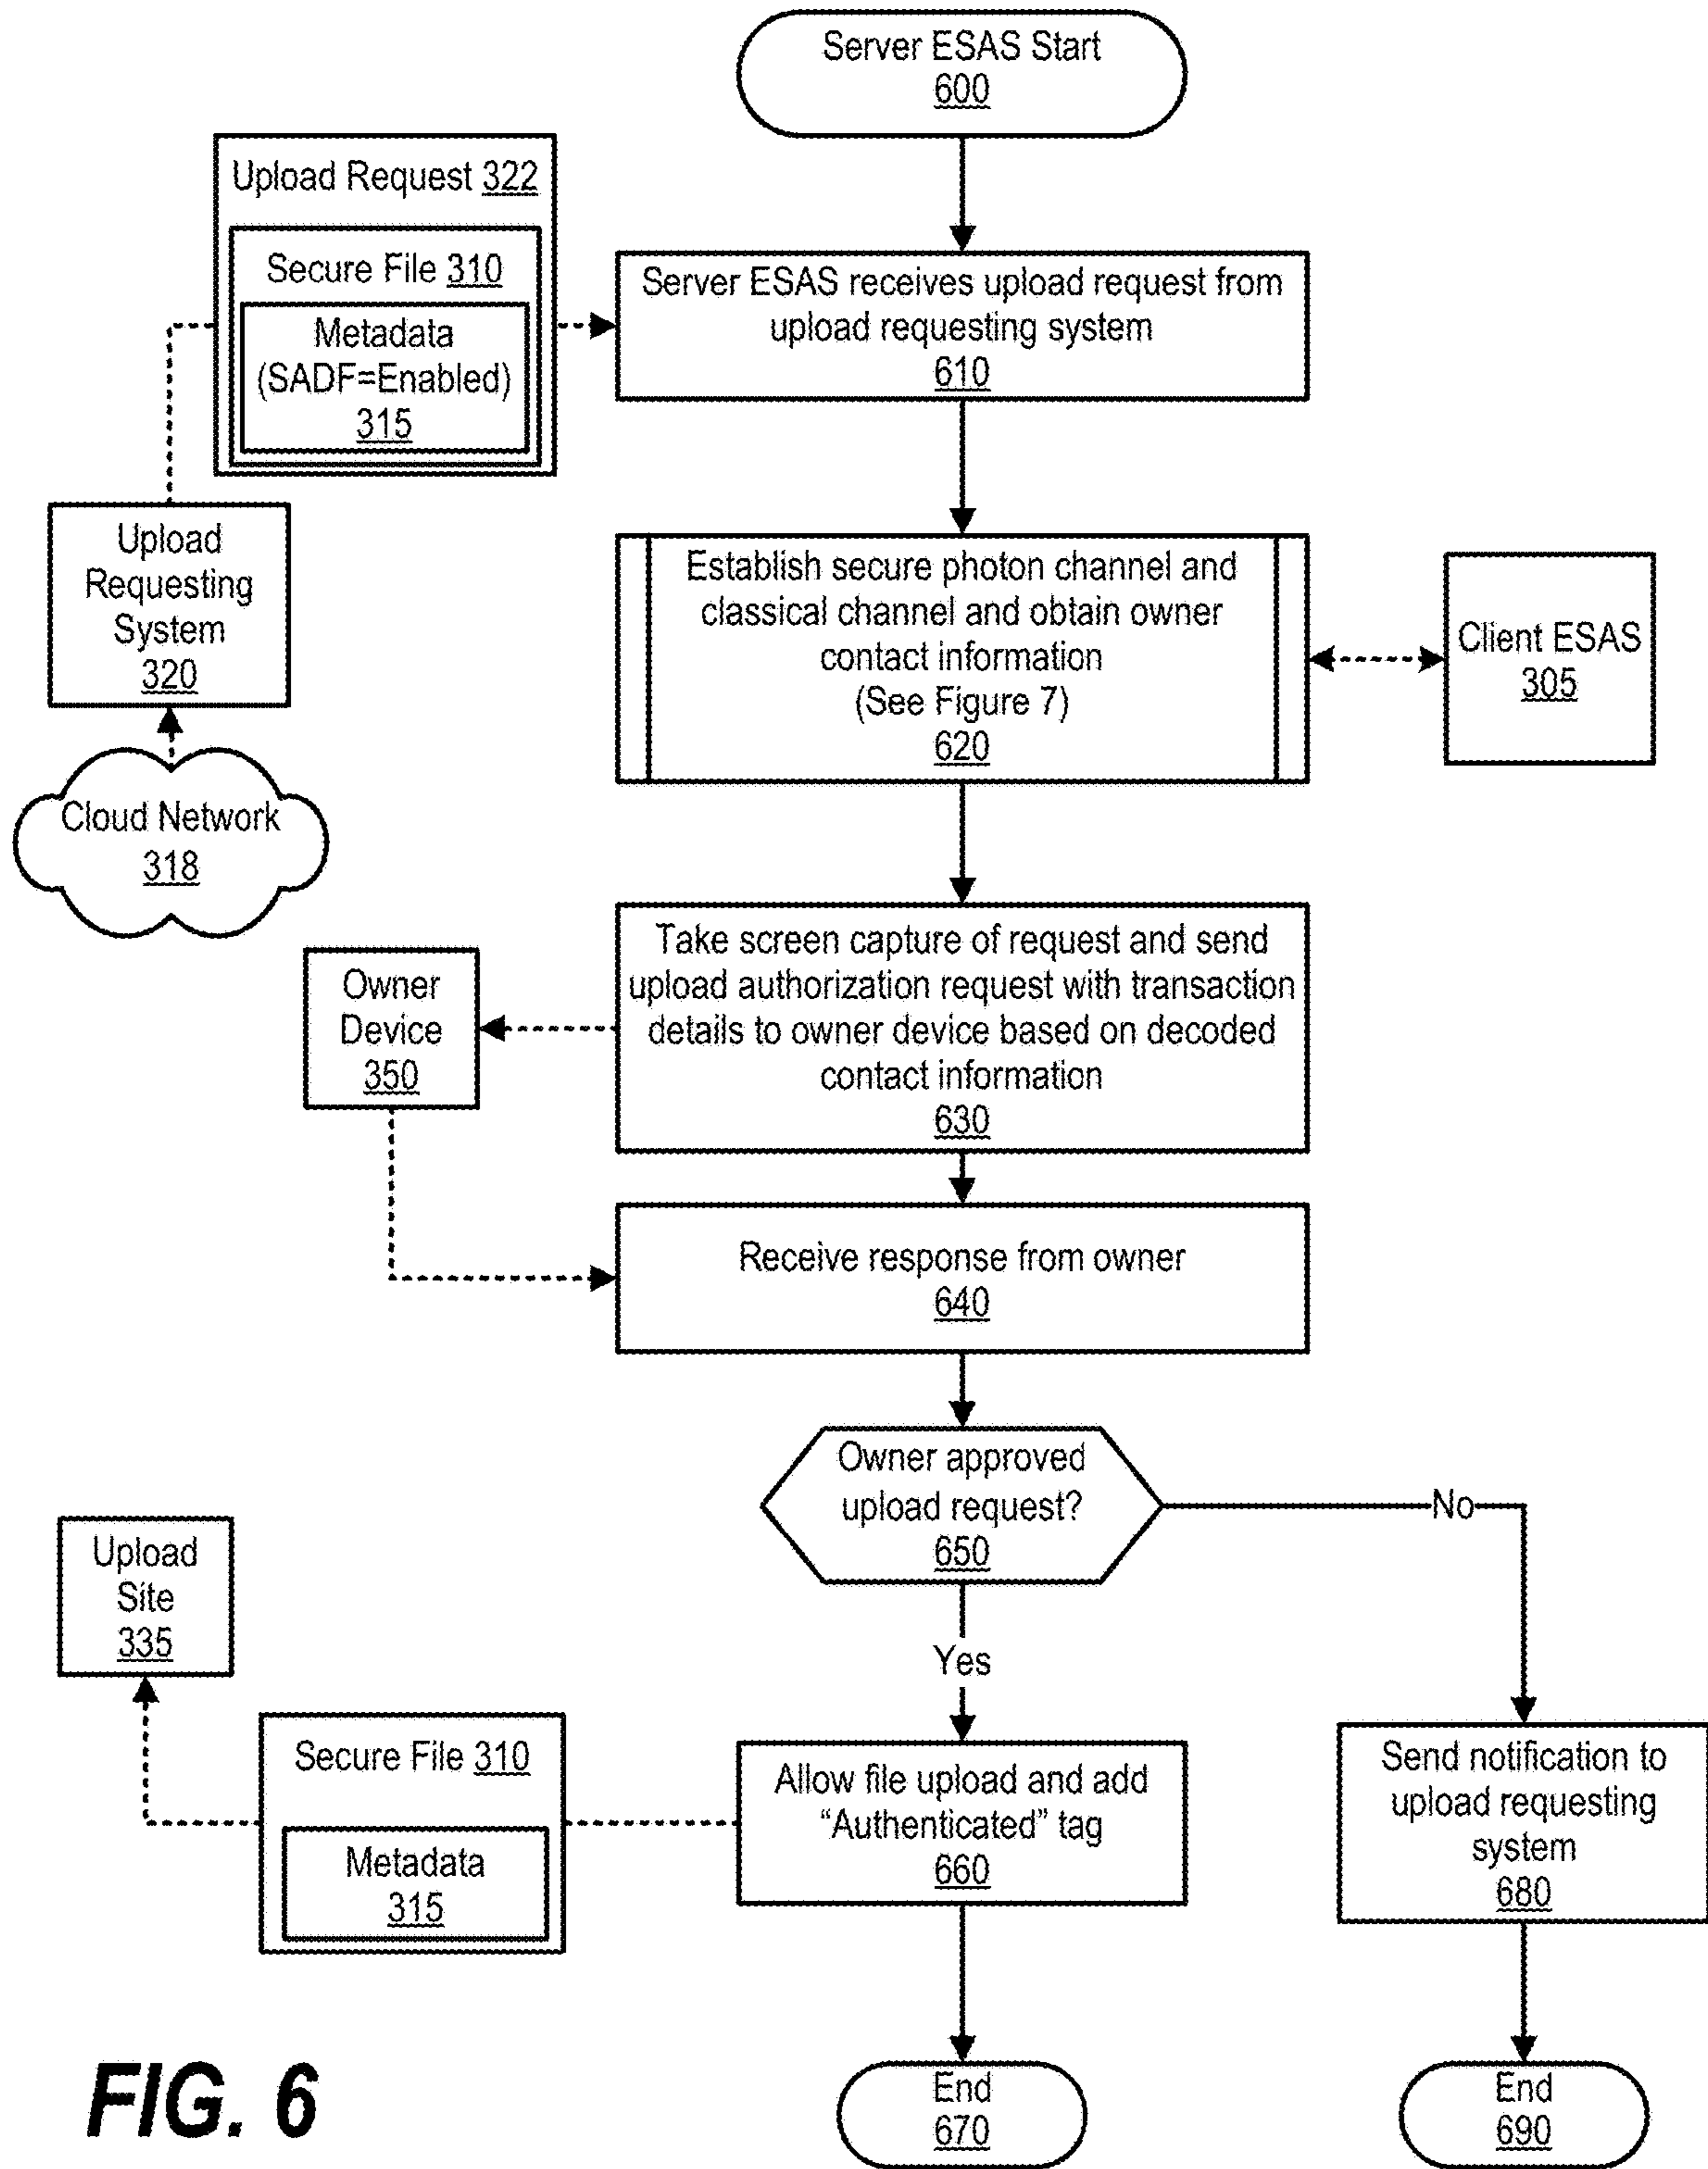 Server ESAS Start
600
Upload Request 322
Secure File 310
Metadata
(SADF=Enabled)
315
Server ESAS receives upload request from
upload requesting system
610
Upload
Requesting
System
320
Cloud Network
318
Establish secure photon channel and
classical channel and obtain owner
contact information
(See Figure 7)
620
Client ESAS
305
Take screen capture of request and send
upload authorization request with transaction
details to owner device based on decoded
contact information
630
Owner
Device
350
Receive response from owner
640
Owner approved
upload request?
650
No
Yes
Upload
Site
335
Secure File 310
Metadata
315
Allow file upload and add
“Authenticated” tag
660
Send notification to
upload requesting
system
680
End
670
End
690
FIG. 6